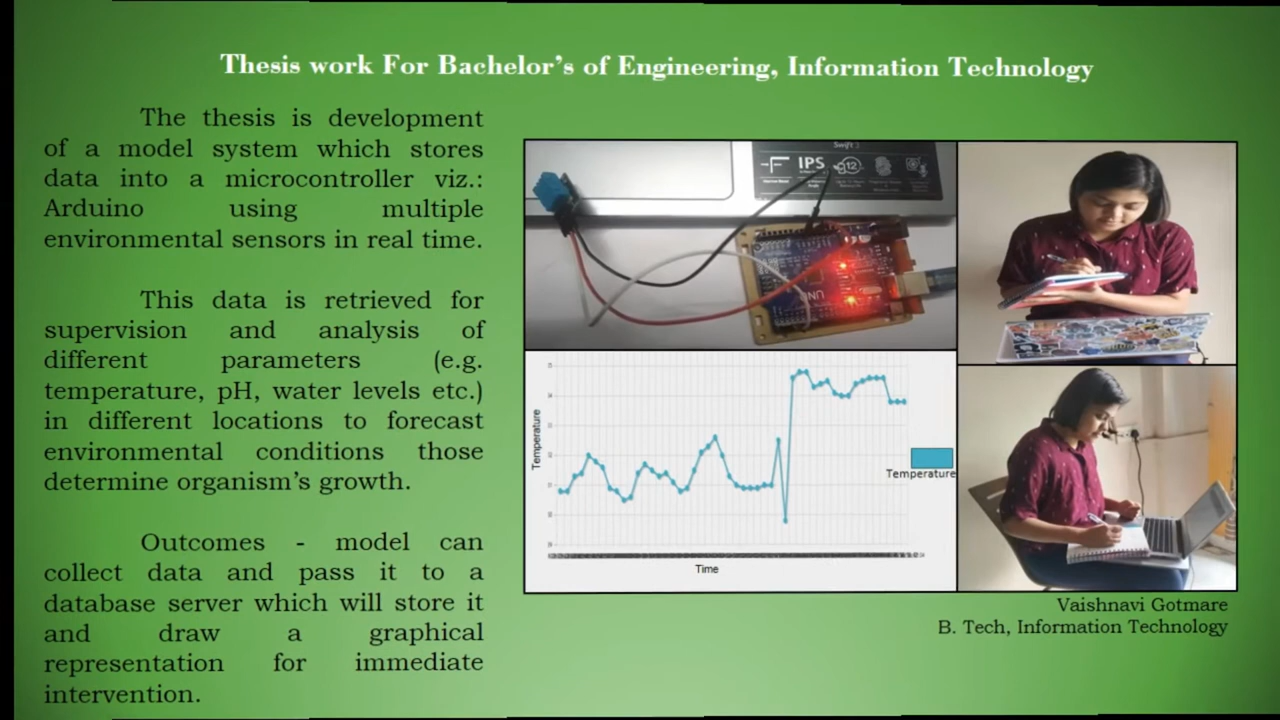 Thesis work For Bachelor's of Engineering, Information Technology
The thesis is development
of a model system which stores
data into a microcontroller viz.:
Arduino using multiple
environmental sensors in real time.
This data is retrieved for
supervision and analysis of
different parameters (e.g.
temperature, pH, water levels etc.)
in different locations to forecast
environmental conditions those
determine organism's growth.
Outcomes - model can
collect data and pass it to a
database server which will store it
and draw a graphical
representation for immediate
intervention.
Swift 3
IPS
12
UNO
Temperature
Temperature
Time
Vaishnavi Gotmare
B. Tech, Information Technology